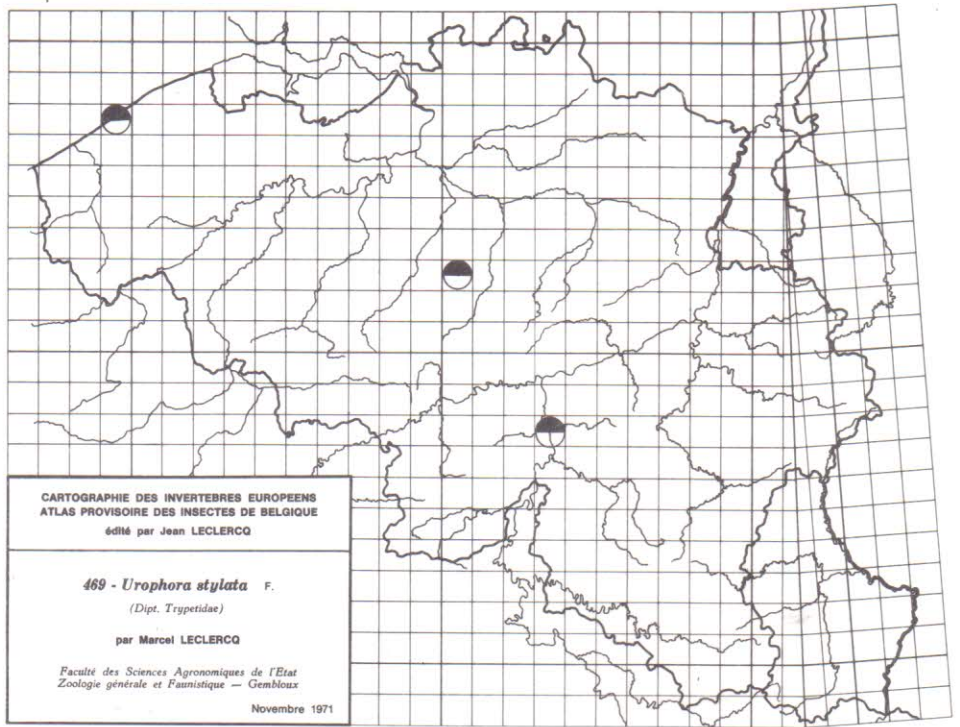 CARTOGRAPHIE DES INVERTEBRES EUROPEENS
ATLAS PROVISOIRE DES INSECTES DE BELGIQUE
édité par Jean LECLERCQ
469 - Urophora stylata F.
(Dipt. Trypetidae)
par Marcel LECLERCQ
Faculté des Sciences Agronomiques de l'Etat
Zoologie générale et Faunistique — Gembloux
Novembre 1971